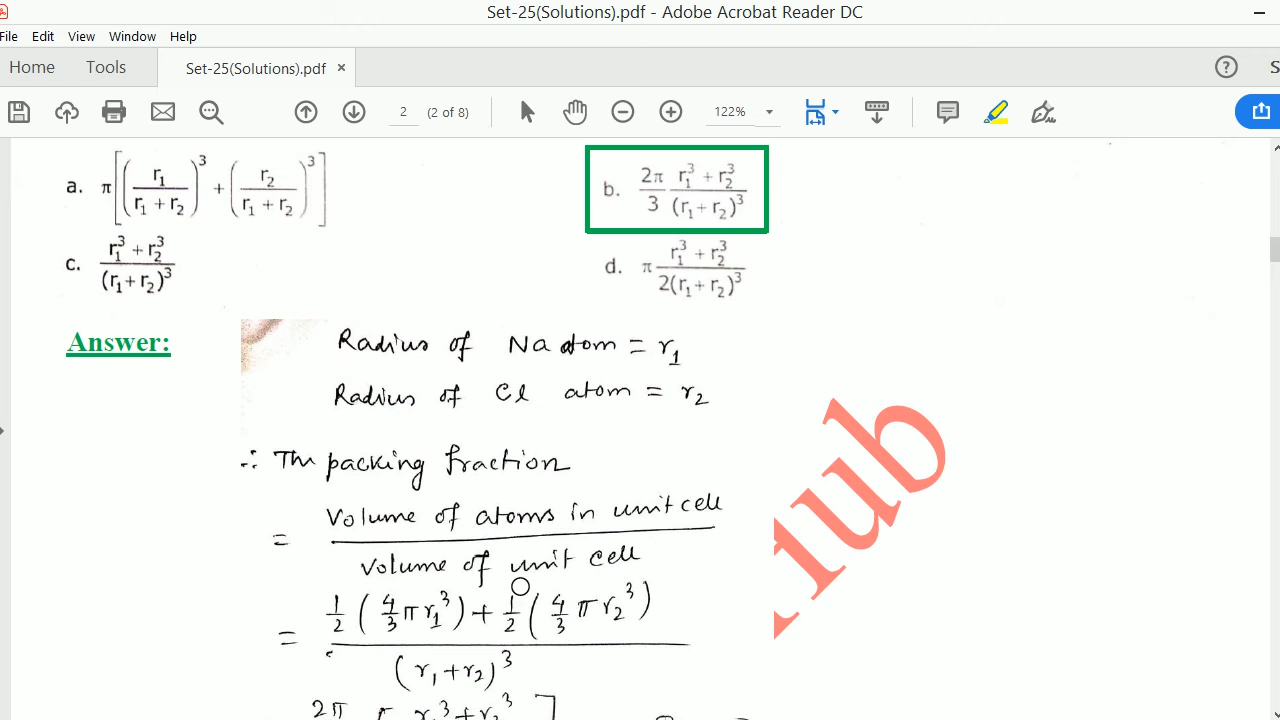 Set-25(Solutions).pdf - Adobe Acrobat Reader DC
File Edit View Window Help
Home Tools Set-25(Solutions).pdf ×
2 (2 of 8) 122%
a. π[(r₁/(r₁ + r₂))³ + (r₂/(r₁ + r₂))³]
b. 2π/3 (r₁³ + r₂³)/(r₁+ r₂)³
c. (r₁³ + r₂³)/(r₁+ r₂)³
d. π (r₁³ + r₂³)/2(r₁+ r₂)³
Answer:
Radius of Na atom = r₁
Radius of Cl atom = r₂
∴ The packing fraction
= Volume of atoms in unit cell / Volume of unit cell
= (1/2 (4/3 π r₁³) + 1/2 (4/3 π r₂³)) / (r₁+r₂)³
2π [ r₁³+r₂³ ]